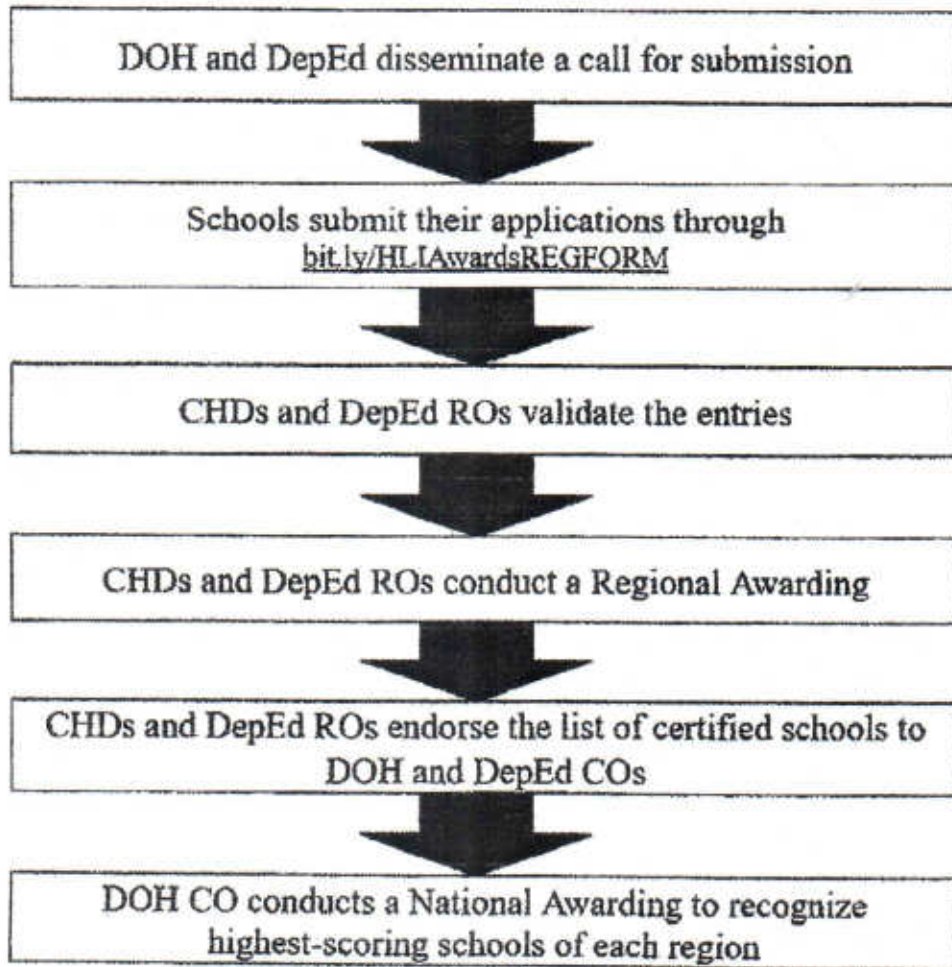 DOH and DepEd disseminate a call for submission
Schools submit their applications through
bit.ly/HLIAwardsREGFORM
CHDs and DepEd ROs validate the entries
CHDs and DepEd ROs conduct a Regional Awarding
CHDs and DepEd ROs endorse the list of certified schools to
DOH and DepEd COs
DOH CO conducts a National Awarding to recognize
highest-scoring schools of each region